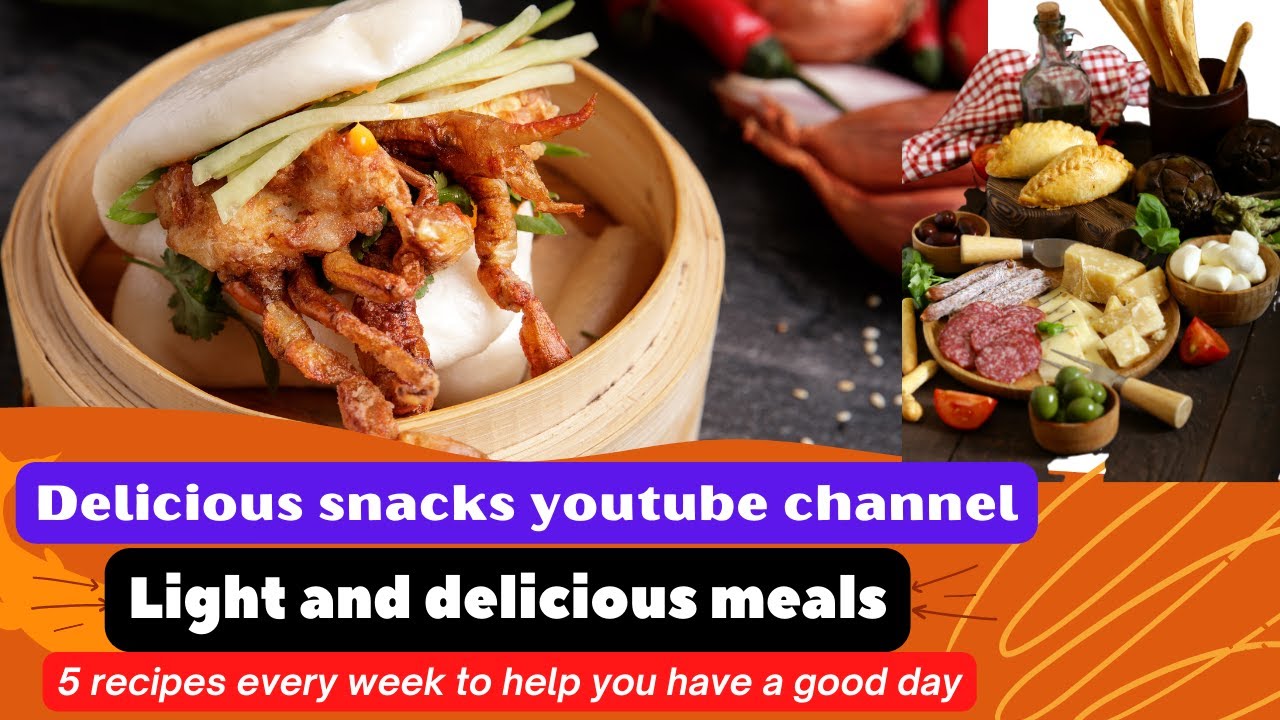 Delicious snacks youtube channel
Light and delicious meals
5 recipes every week to help you have a good day